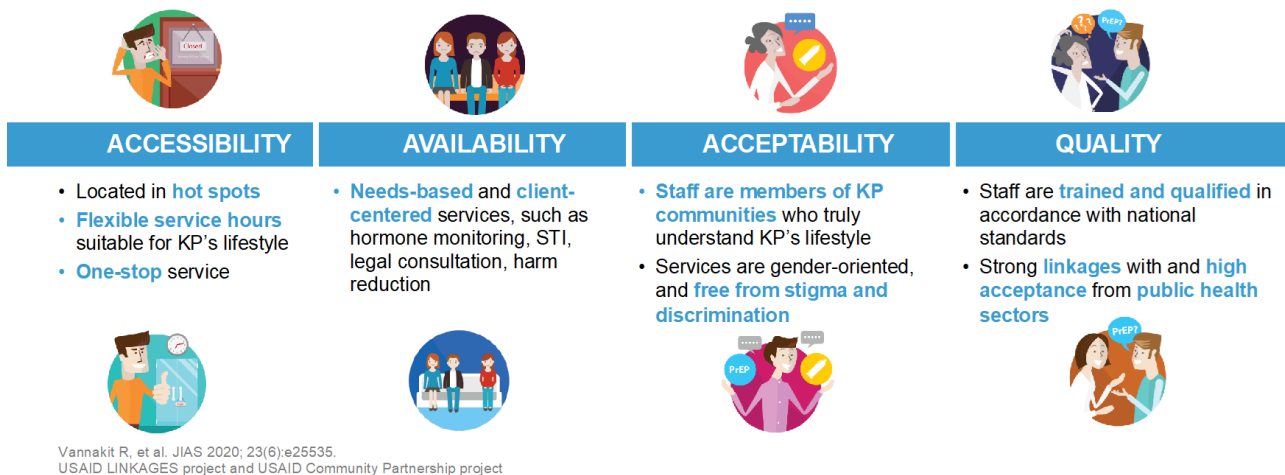 Closed
?? ?
PrEP?
ACCESSIBILITY
AVAILABILITY
ACCEPTABILITY
QUALITY
• Located in hot spots
• Flexible service hours
suitable for KP's lifestyle
• One-stop service
• Needs-based and client-
centered services, such as
hormone monitoring, STI,
legal consultation, harm
reduction
• Staff are members of KP
communities who truly
understand KP's lifestyle
• Services are gender-oriented,
and free from stigma and
discrimination
• Staff are trained and qualified in
accordance with national
standards
• Strong linkages with and high
acceptance from public health
sectors
PrEP
PrEP?
Vannakit R, et al. JIAS 2020; 23(6):e25535.
USAID LINKAGES project and USAID Community Partnership project